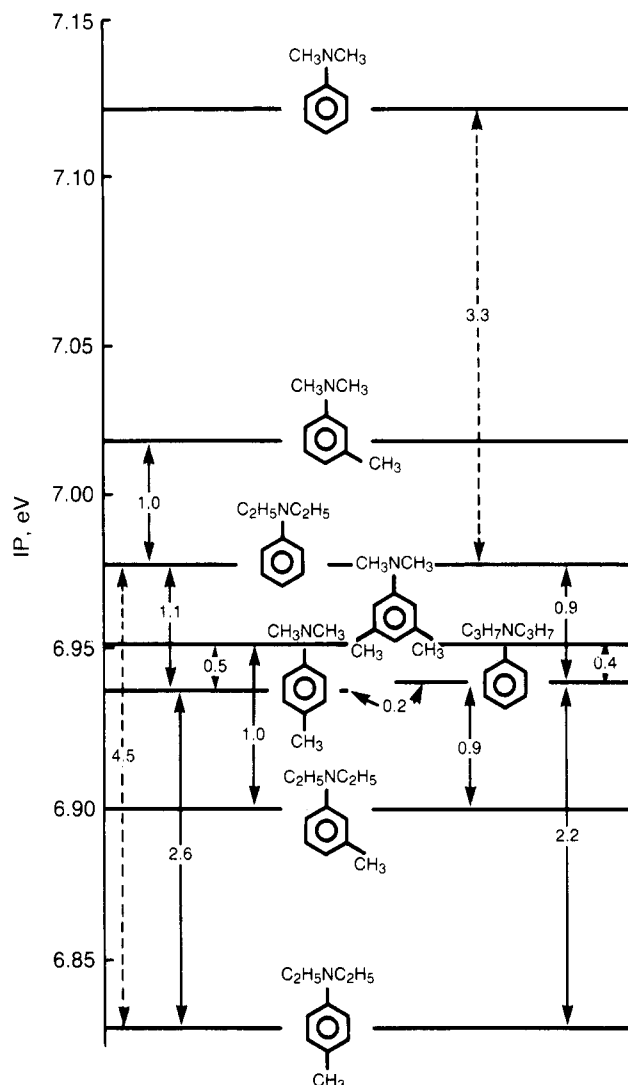 7.15
CH3NCH3
7.10
3.3
7.05
CH3NCH3
CH3
1.0
7.00
IP, eV
C2H5NC2H5
CH3NCH3
1.1
0.9
CH3NCH3
C3H7NC3H7
6.95
CH3
CH3
0.5
0.4
0.2
CH3
4.5
1.0
0.9
C2H5NC2H5
6.90
2.6
2.2
CH3
6.85
C2H5NC2H5
CH3